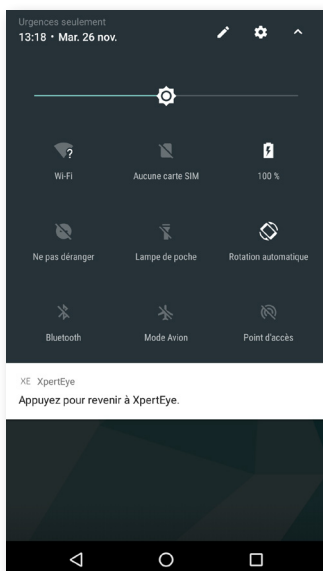 Urgences seulement
13:18 • Mar. 26 nov.
?
Wi-Fi
Aucune carte SIM
100 %
Ne pas déranger
Lampe de poche
Rotation automatique
Bluetooth
Mode Avion
Point d'accès
XE XpertEye
Appuyez pour revenir à XpertEye.